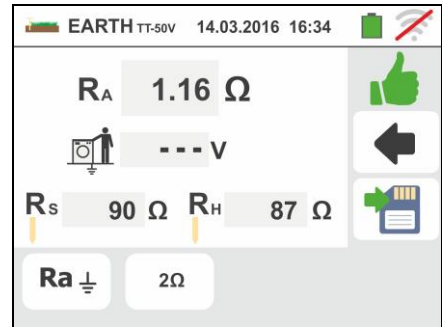 EARTH TT-50V 14.03.2016 16:34
RA 1.16 Ω
- - - V
RS 90 Ω RH 87 Ω
Ra 2Ω